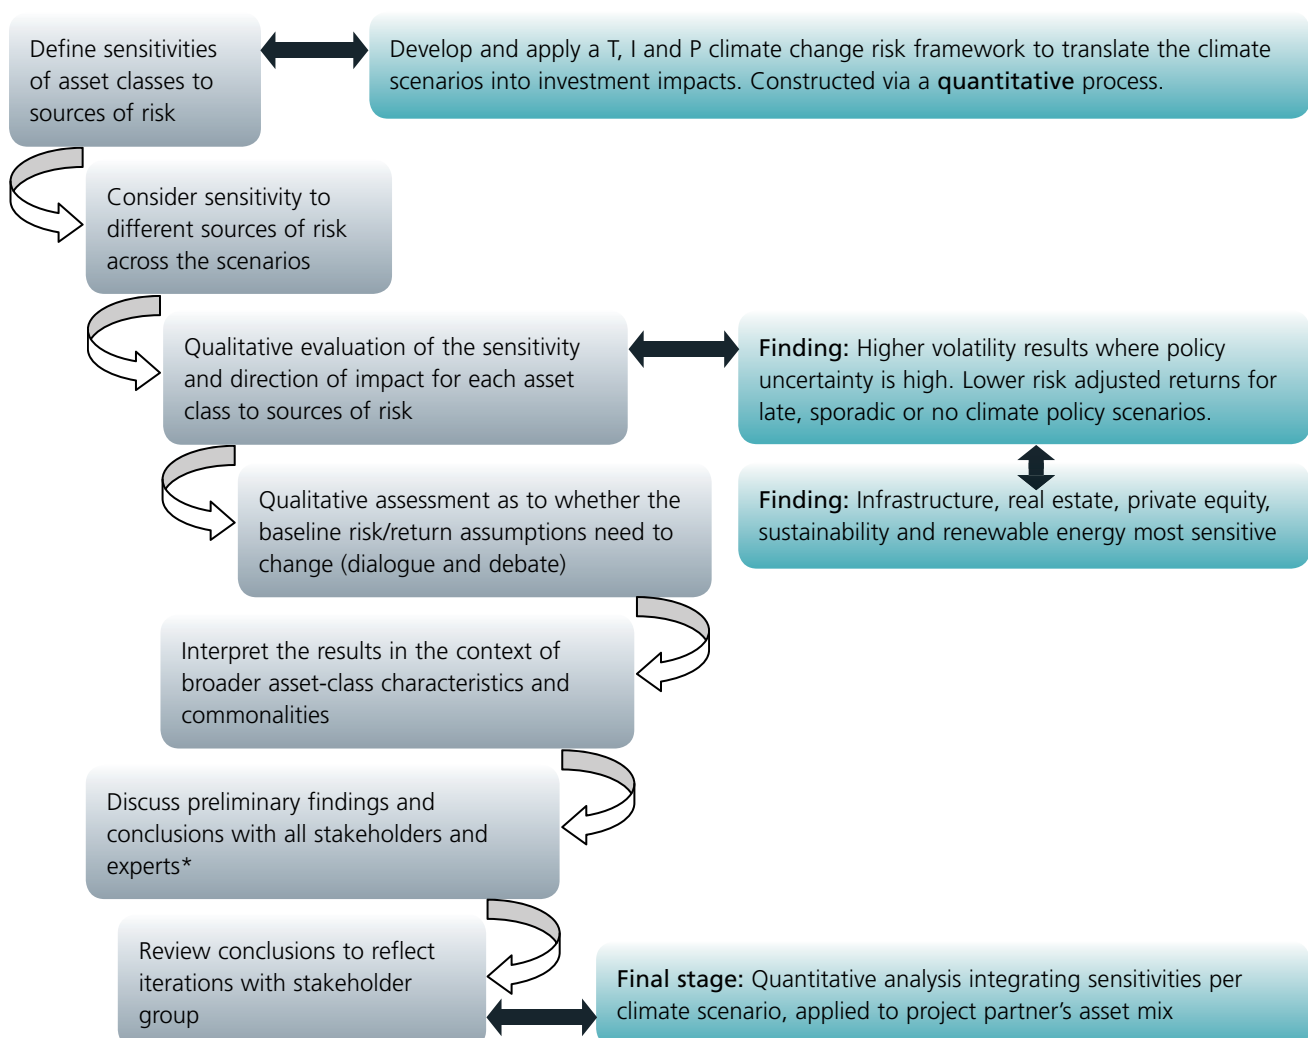 Define sensitivities
of asset classes to
sources of risk
Develop and apply a T, I and P climate change risk framework to translate the climate
scenarios into investment impacts. Constructed via a quantitative process.
Consider sensitivity to
different sources of risk
across the scenarios
Qualitative evaluation of the sensitivity
and direction of impact for each asset
class to sources of risk
Finding: Higher volatility results where policy
uncertainty is high. Lower risk adjusted returns for
late, sporadic or no climate policy scenarios.
Qualitative assessment as to whether the
baseline risk/return assumptions need to
change (dialogue and debate)
Finding: Infrastructure, real estate, private equity,
sustainability and renewable energy most sensitive
Interpret the results in the context of
broader asset-class characteristics and
commonalities
Discuss preliminary findings and
conclusions with all stakeholders and
experts*
Review conclusions to reflect
iterations with stakeholder
group
Final stage: Quantitative analysis integrating sensitivities per
climate scenario, applied to project partner's asset mix